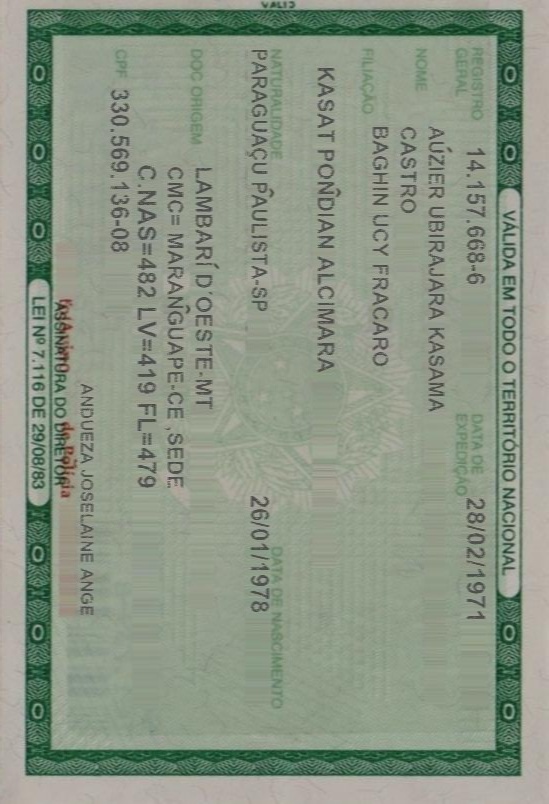 VÁLIDA EM TODO O TERRITÓRIO NACIONAL
REGISTRO GERAL 14.157.668-6 DATA DE EXPEDIÇÃO 28/02/1971
NOME AÚZIER UBIRAJARA KASAMA
CASTRO
FILIAÇÃO BAGHIN UCY FRACARO
KASAT PONDIAN ALCIMARA
NATURALIDADE DATA DE NASCIMENTO
PARAGUAÇU PAULISTA-SP 26/01/1978
DOC ORIGEM LAMBARÍ D'OESTE-MT
CMC= MARANGUAPE-CE ,SEDE
C.NAS=482 LV=419 FL=479
CPF 330.569.136-08
ANDUEZA JOSELAINE ANGE
ASSINATURA DO DIRETOR
LEI Nº 7.116 DE 29/08/83